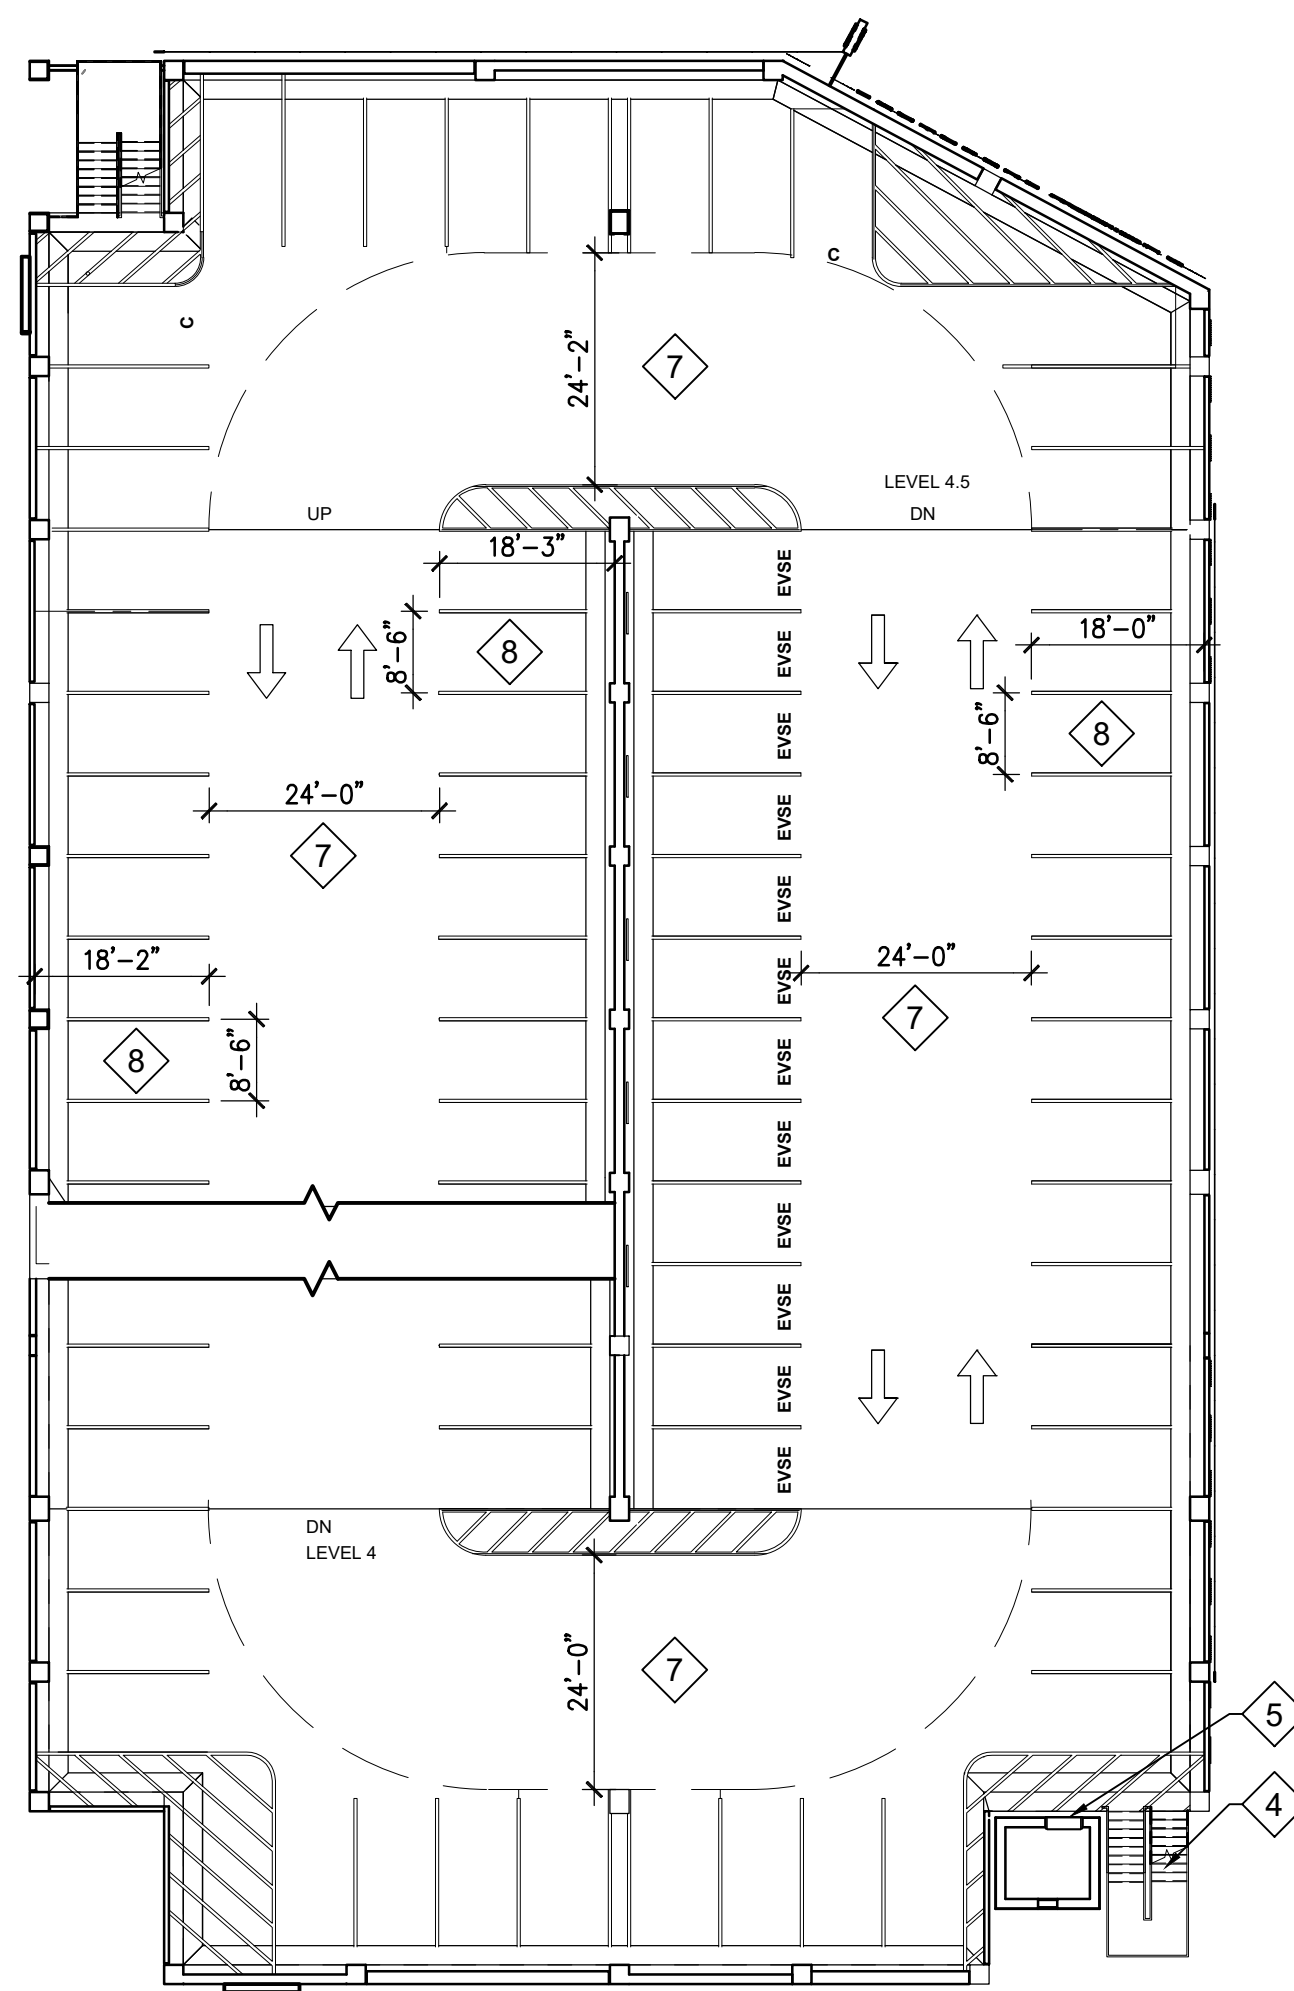 C
C
24'-2"
7
LEVEL 4.5
UP
DN
18'-3"
EVSE
8'-6"
8
EVSE
18'-0"
EVSE
8'-6"
8
24'-0"
EVSE
7
EVSE
18'-2"
24'-0"
EVSE
7
8
8'-6"
EVSE
EVSE
EVSE
EVSE
EVSE
EVSE
DN
LEVEL 4
24'-0"
7
5
4